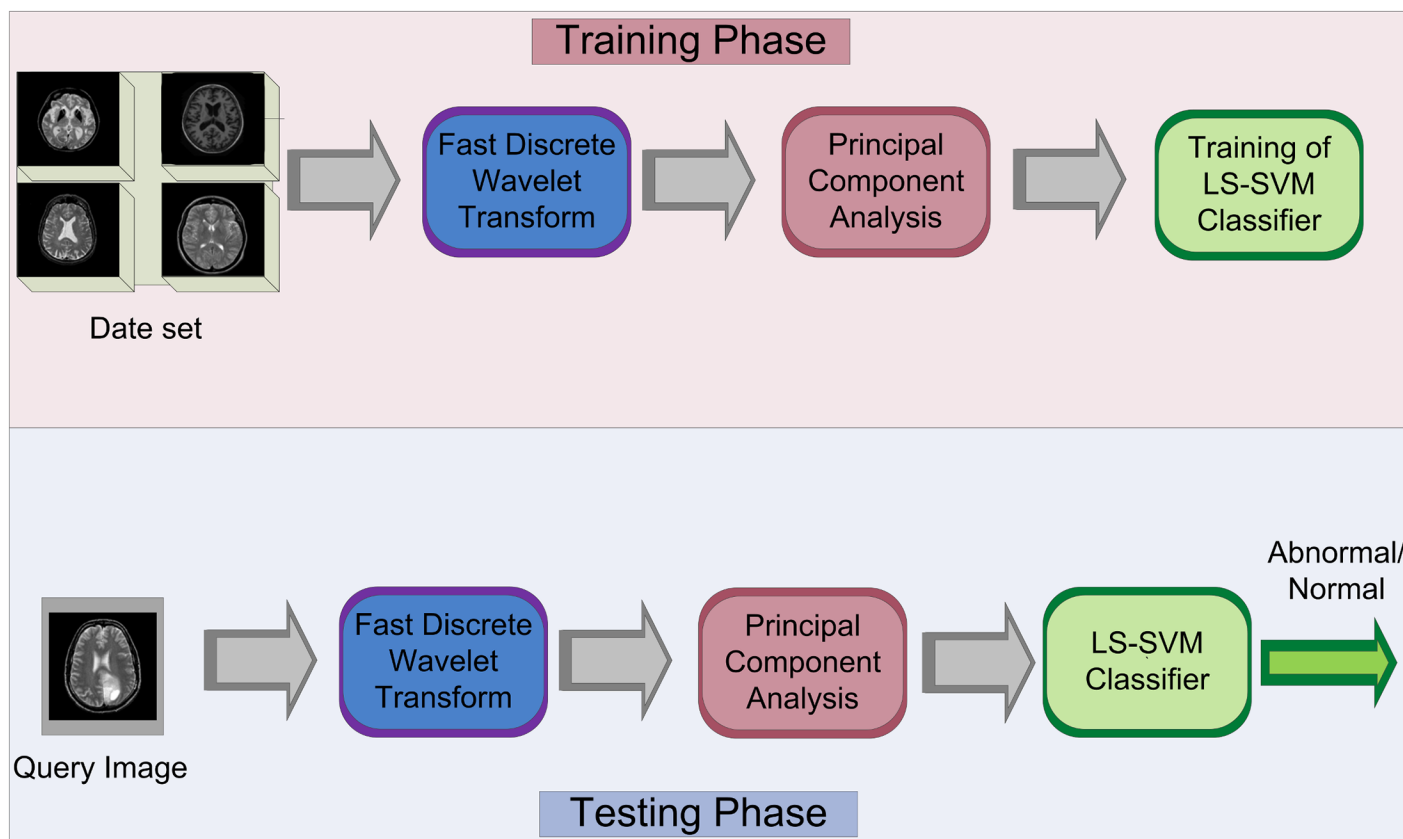 Training Phase
Fast Discrete
Wavelet
Transform
Principal
Component
Analysis
Training of
LS-SVM
Classifier
Date set
Abnormal/
Normal
Fast Discrete
Wavelet
Transform
Principal
Component
Analysis
LS-SVM
Classifier
Query Image
Testing Phase